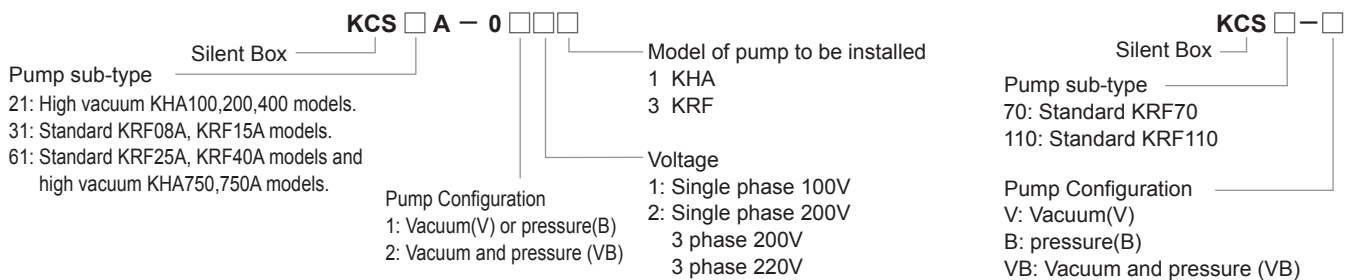 KCS □ A － 0 □□□
Silent Box
Pump sub-type
21: High vacuum KHA100,200,400 models.
31: Standard KRF08A, KRF15A models.
61: Standard KRF25A, KRF40A models and
high vacuum KHA750,750A models.
Pump Configuration
1: Vacuum(V) or pressure(B)
2: Vacuum and pressure (VB)
Model of pump to be installed
1 KHA
3 KRF
Voltage
1: Single phase 100V
2: Single phase 200V
3 phase 200V
3 phase 220V
KCS □－□
Silent Box
Pump sub-type
70: Standard KRF70
110: Standard KRF110
Pump Configuration
V: Vacuum(V)
B: pressure(B)
VB: Vacuum and pressure (VB)